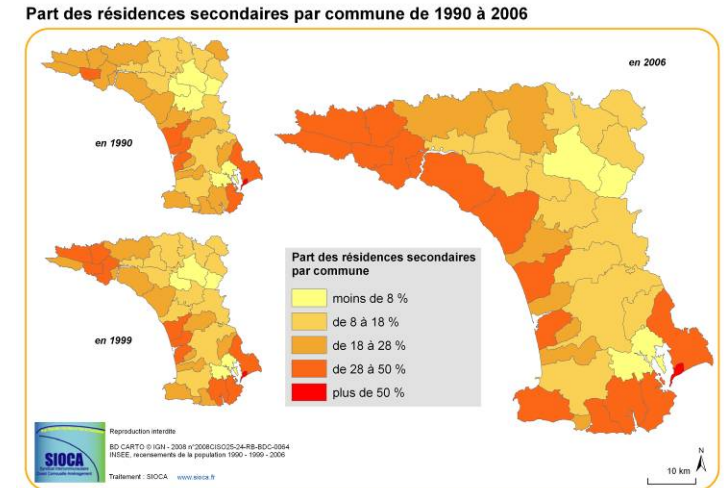 Part des résidences secondaires par commune de 1990 à 2006
en 2006
en 1990
en 1999
Part des résidences secondaires
par commune
moins de 8 %
de 8 à 18 %
de 18 à 28 %
de 28 à 50 %
plus de 50 %
SIOCA
Reproduction interdite
BD CARTO © IGN - 2008 n°2008CISO25-24-RB-BDC-0064
INSEE, recensements de la population 1990 - 1999 - 2006
Traitement : SIOCA www.sioca.fr
N
10 km